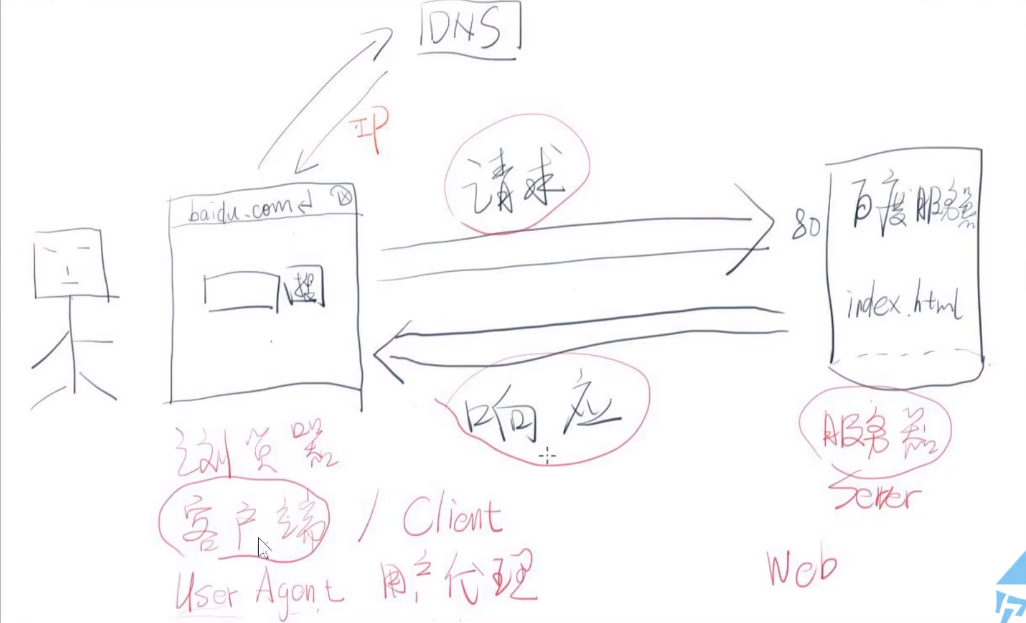 DNS
IP
请求
baidu.com
搜
80
百度服务器
index.html
响应
浏览器
服务器
Server
客户端 / Client
Web
User Agent 用户代理